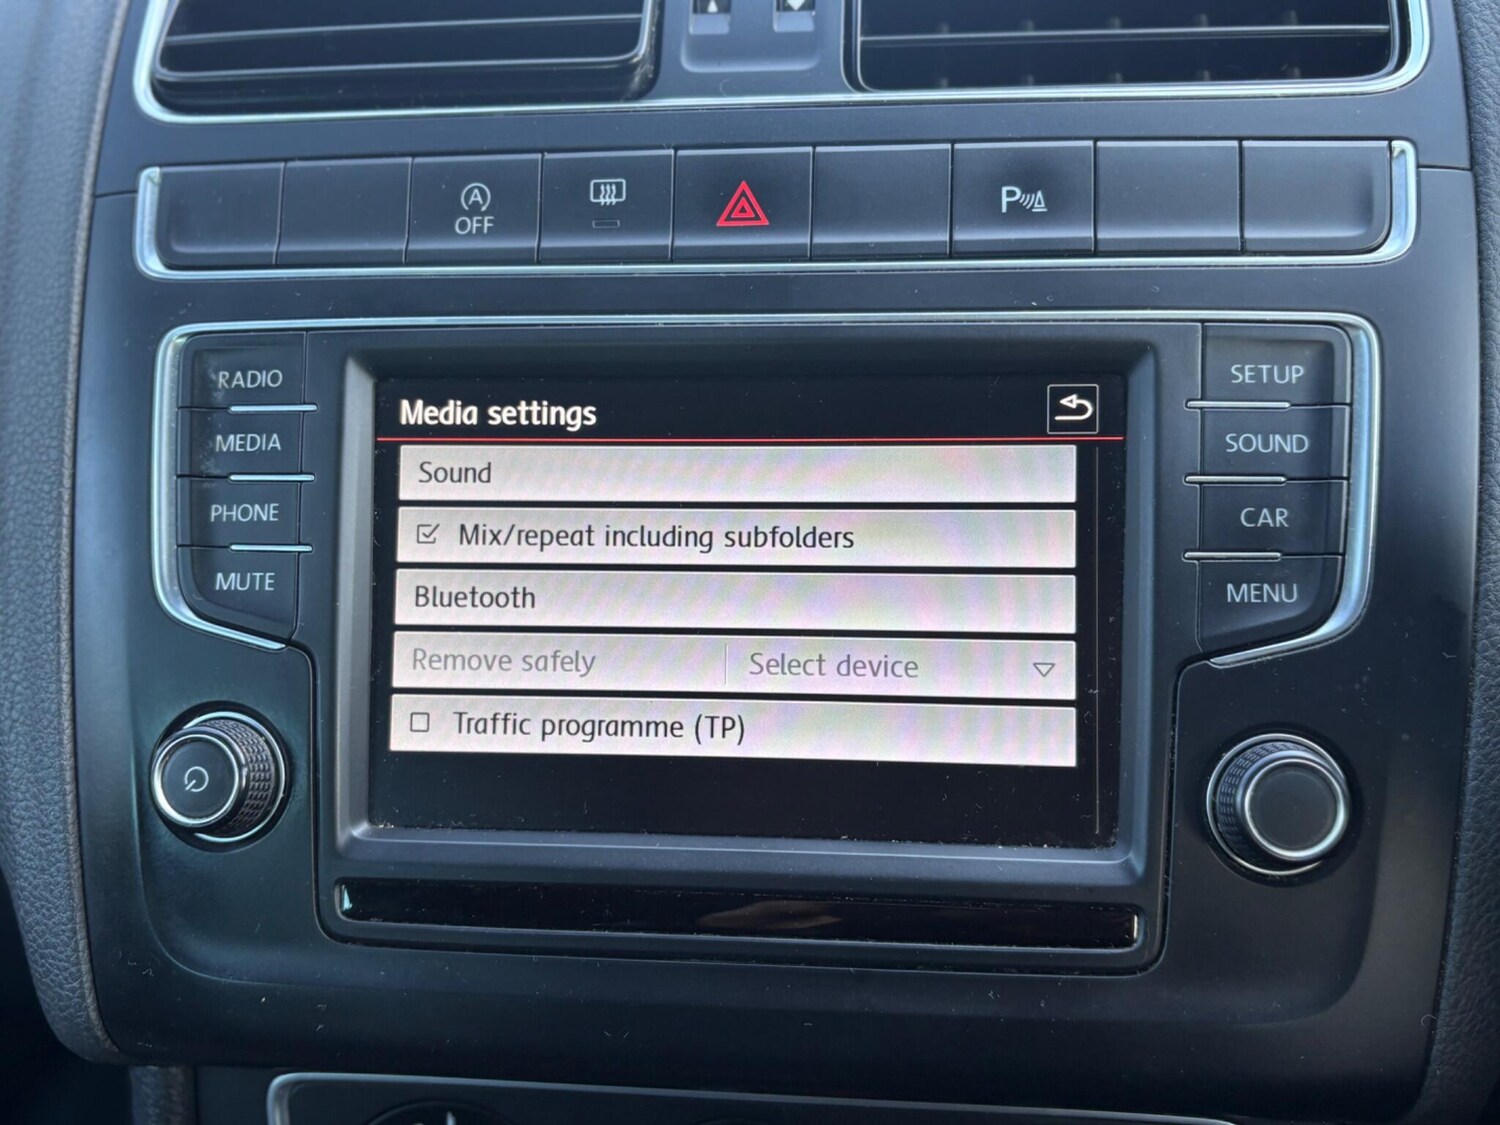 A
OFF
P
RADIO
MEDIA
PHONE
MUTE
Media settings
Sound
Mix/repeat including subfolders
Bluetooth
Remove safely Select device
Traffic programme (TP)
SETUP
SOUND
CAR
MENU